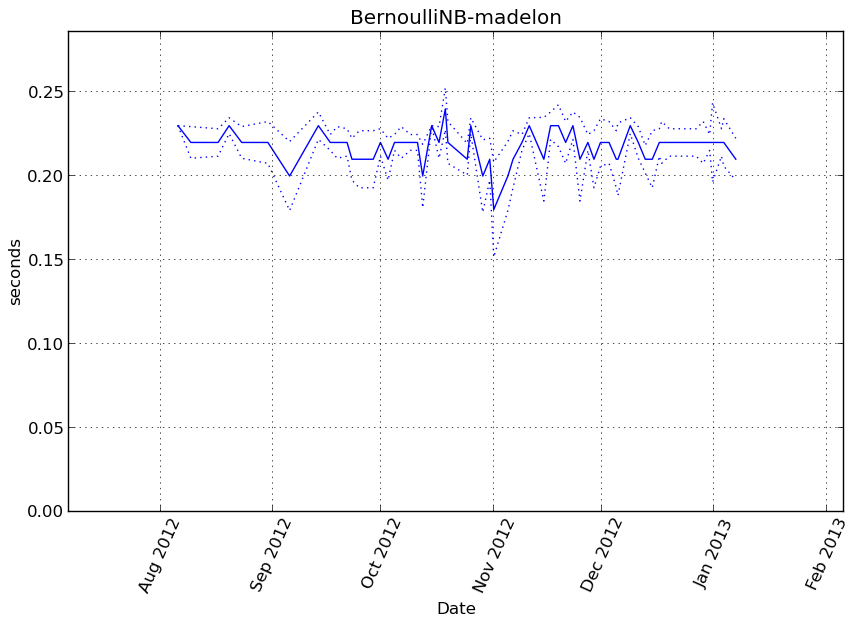 BernoulliNB-madelon
0.25
0.20
0.15
0.10
0.05
0.00
seconds
Aug 2012
Sep 2012
Oct 2012
Nov 2012
Dec 2012
Jan 2013
Feb 2013
Date